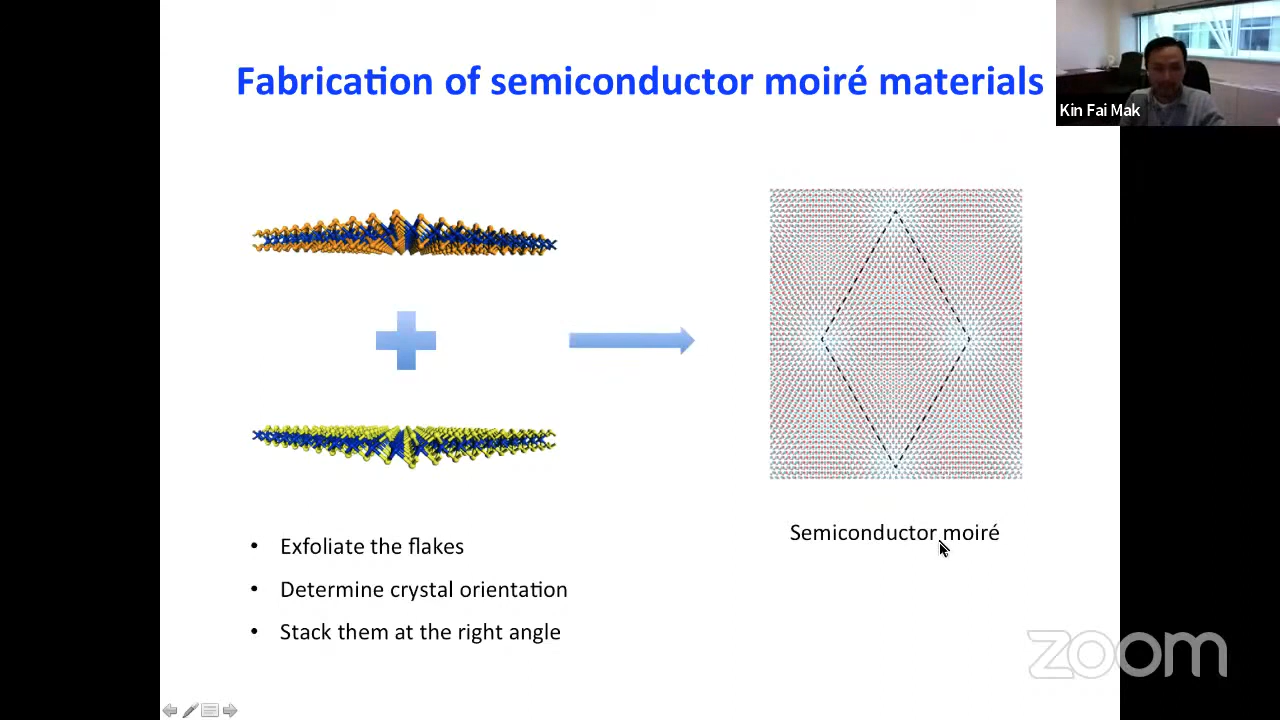 Fabrication of semiconductor moiré materials
Kin Fai Mak
Semiconductor moiré
• Exfoliate the flakes
• Determine crystal orientation
• Stack them at the right angle
zoom